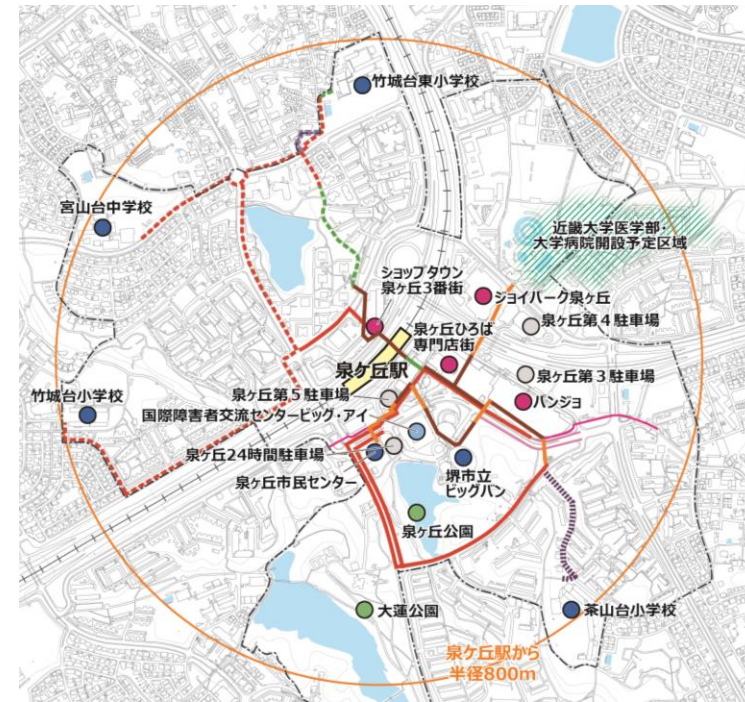 竹城台東小学校
宮山台中学校
近畿大学医学部・
大学病院開設予定区域
ショップタウン
泉ヶ丘3番街
ジョイパーク泉ヶ丘
泉ヶ丘ひろば
専門店街
泉ヶ丘第4駐車場
泉ケ丘駅
泉ヶ丘第3駐車場
泉ヶ丘第5駐車場
パンジョ
竹城台小学校
国際障害者交流センタービッグ・アイ
泉ヶ丘24時間駐車場
堺市立
ビッグバン
泉ヶ丘市民センター
泉ヶ丘公園
大蓮公園
茶山台小学校
泉ケ丘駅から
半径800m